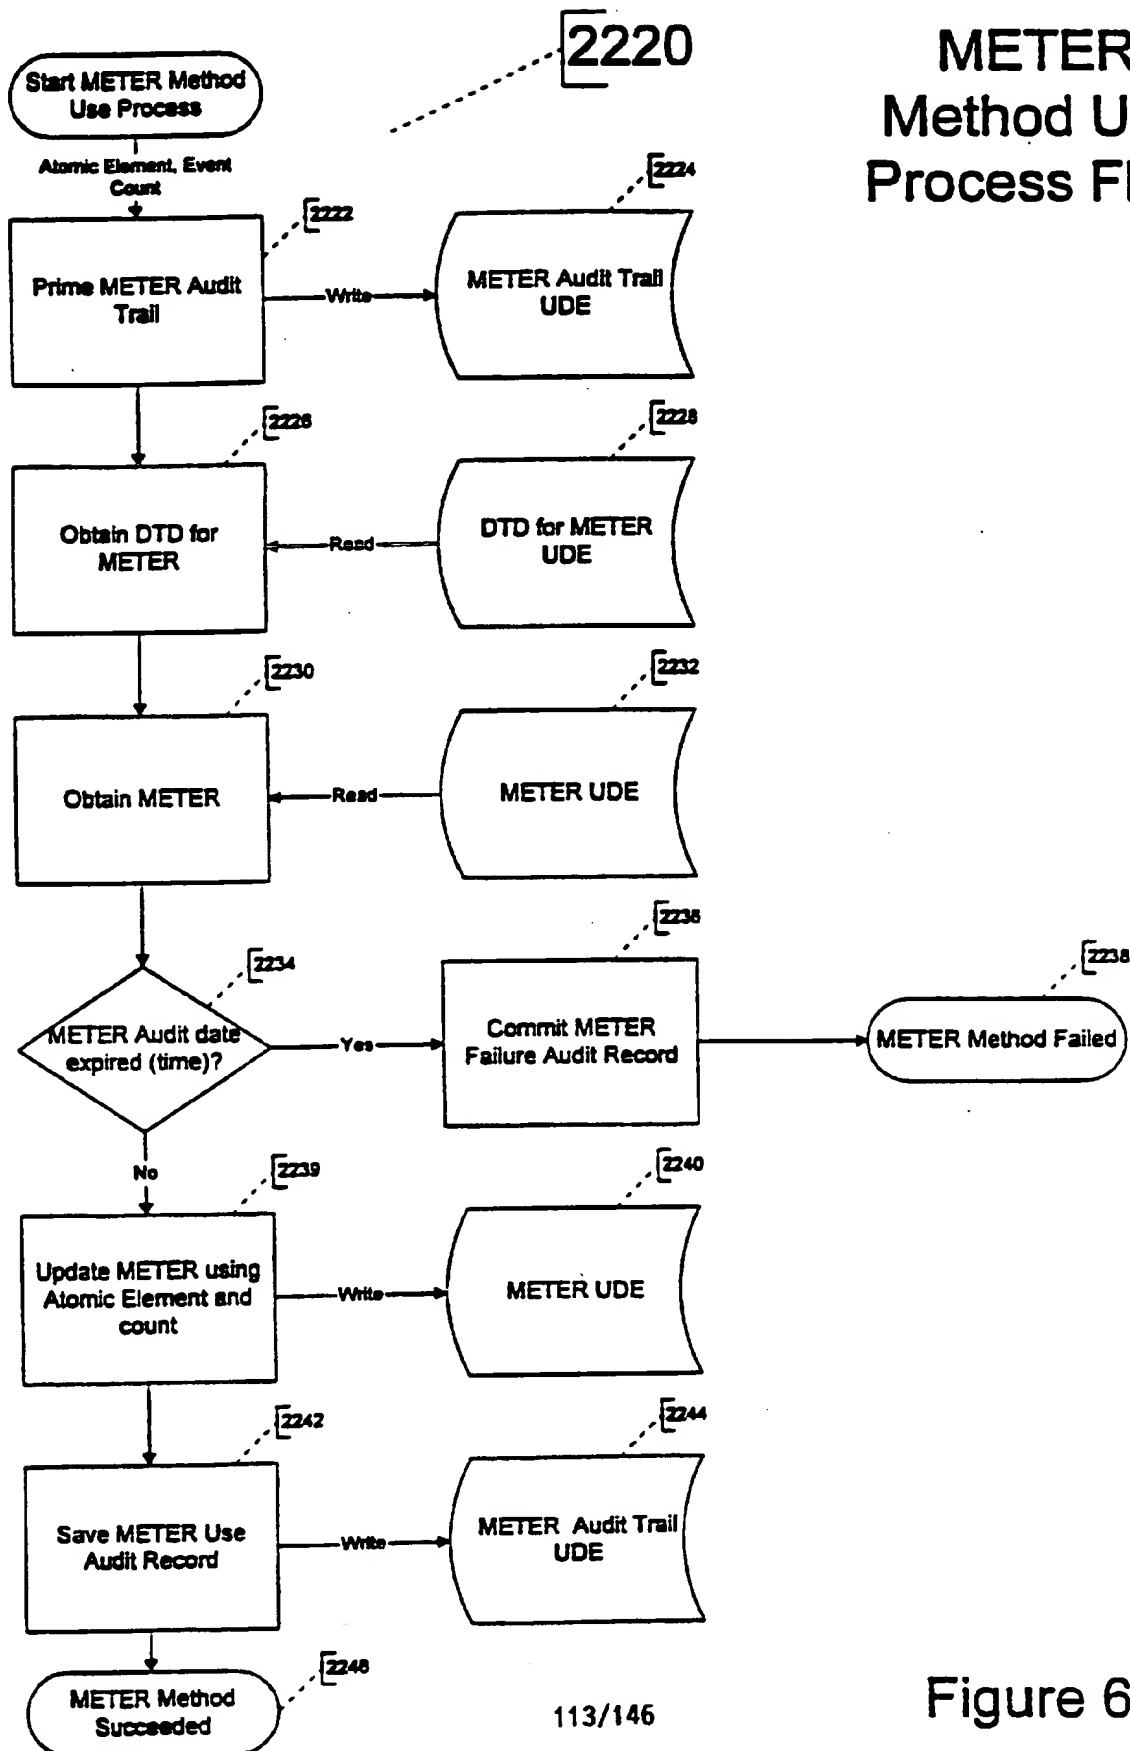 2220
METER
Method U
Process Fl
Start METER Method
Use Process
Atomic Element, Event
Count
2222
2224
Prime METER Audit
Trail
Write
METER Audit Trail
UDE
2226
2228
Obtain DTD for
METER
Read
DTD for METER
UDE
2230
2232
Obtain METER
Read
METER UDE
2234
2236
2238
METER Audit date
expired (time)?
Yes
Commit METER
Failure Audit Record
METER Method Failed
No
2239
2240
Update METER using
Atomic Element and
count
Write
METER UDE
2242
2244
Save METER Use
Audit Record
Write
METER Audit Trail
UDE
2246
METER Method
Succeeded
113/146
Figure 6